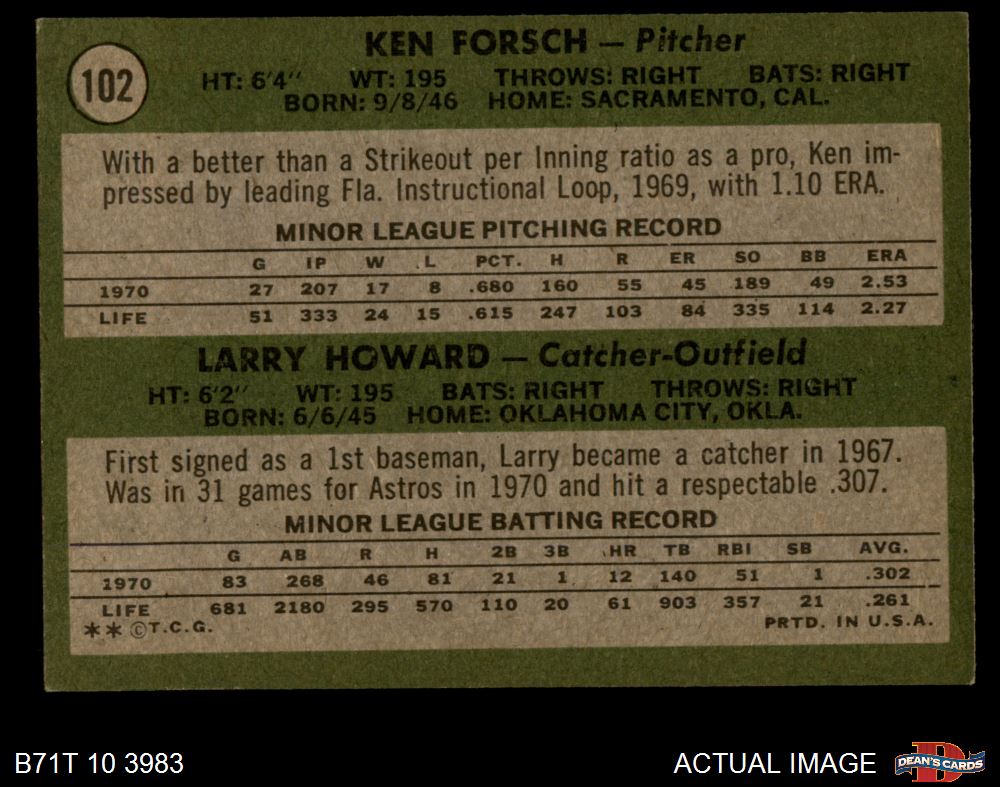 102
KEN FORSCH — Pitcher
HT: 6'4" WT: 195 THROWS: RIGHT BATS: RIGHT
BORN: 9/8/46 HOME: SACRAMENTO, CAL.
With a better than a Strikeout per Inning ratio as a pro, Ken im-
pressed by leading Fla. Instructional Loop, 1969, with 1.10 ERA.
MINOR LEAGUE PITCHING RECORD
G IP W L PCT. H R ER SO BB ERA
1970 27 207 17 8 .680 160 55 45 189 49 2.53
LIFE 51 333 24 15 .615 247 103 84 335 114 2.27
LARRY HOWARD — Catcher-Outfield
HT: 6'2" WT: 195 BATS: RIGHT THROWS: RIGHT
BORN: 6/6/45 HOME: OKLAHOMA CITY, OKLA.
First signed as a 1st baseman, Larry became a catcher in 1967.
Was in 31 games for Astros in 1970 and hit a respectable .307.
MINOR LEAGUE BATTING RECORD
G AB R H 2B 3B HR TB RBI SB AVG.
1970 83 268 46 81 21 1 12 140 51 1 .302
LIFE 681 2180 295 570 110 20 61 903 357 21 .261
** ©T.C.G. PRTD. IN U.S.A.
B71T 10 3983 ACTUAL IMAGE DEAN'S CARDS